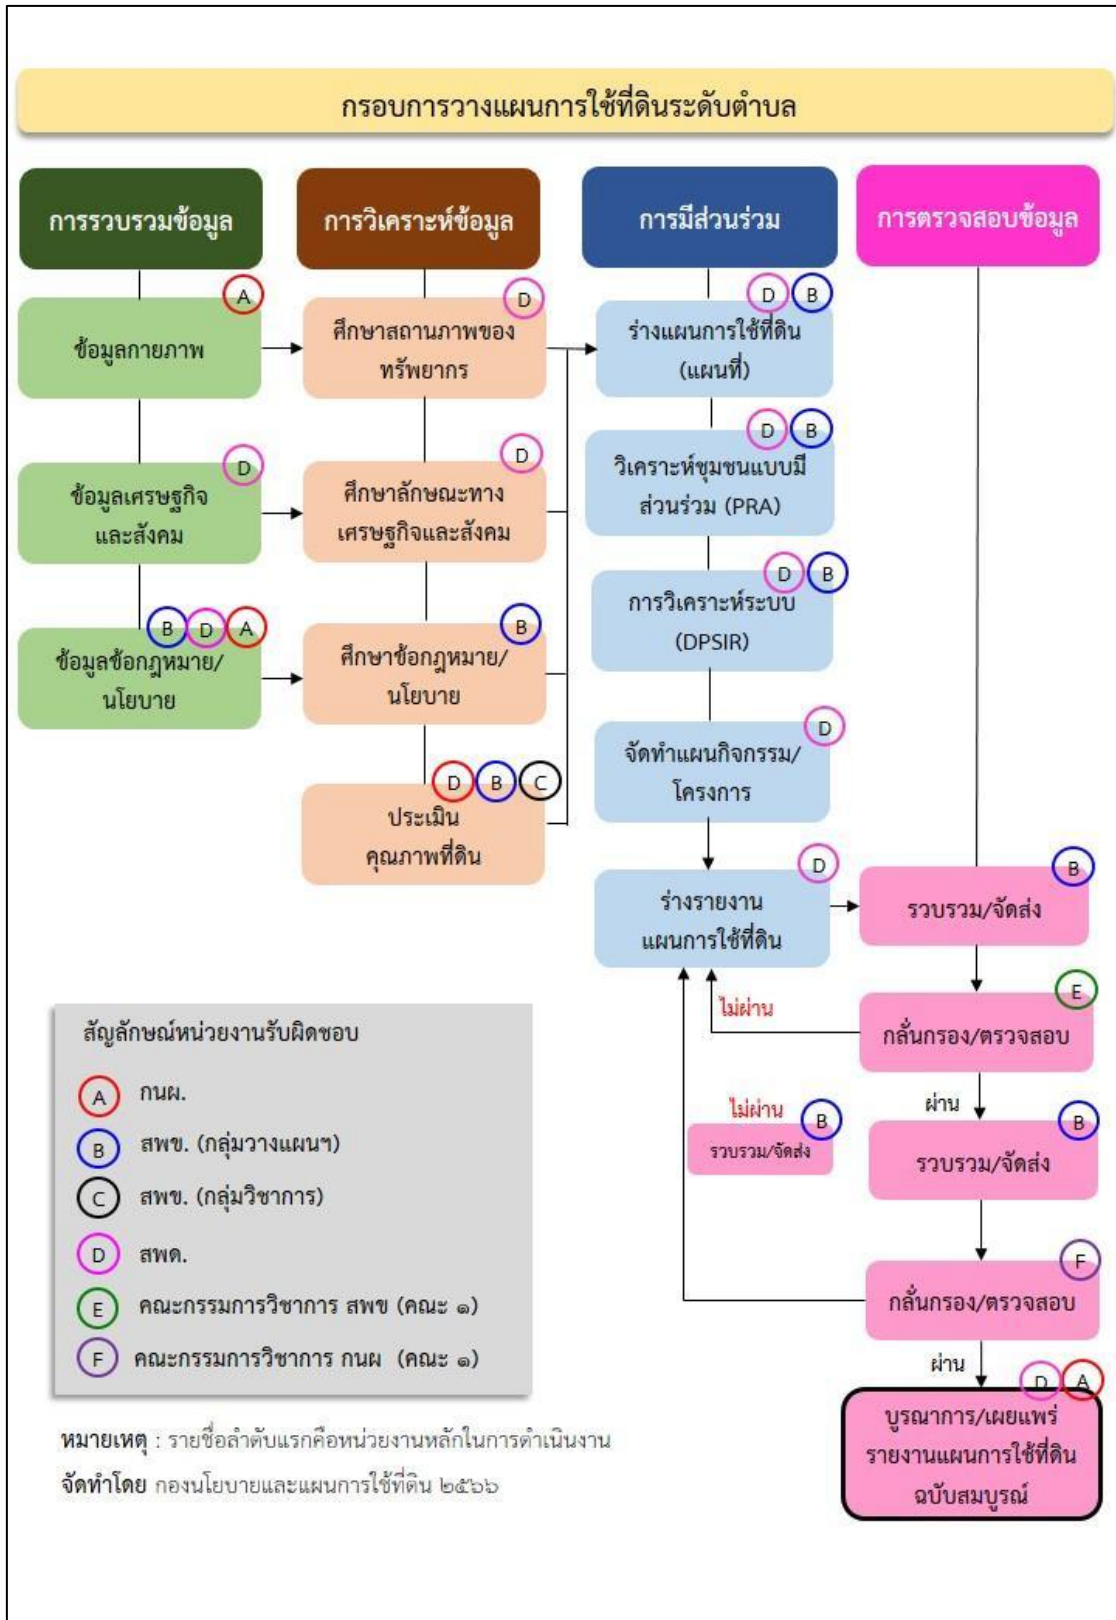 กรอบการวางแผนการใช้ที่ดินระดับตำบล
การรวบรวมข้อมูล
A
ข้อมูลกายภาพ
D
ข้อมูลเศรษฐกิจ
และสังคม
B D A
ข้อมูลข้อกฎหมาย/
นโยบาย
การวิเคราะห์ข้อมูล
D
ศึกษาสถานภาพของ
ทรัพยากร
D
ศึกษาลักษณะทาง
เศรษฐกิจและสังคม
B
ศึกษาข้อกฎหมาย/
นโยบาย
D B C
ประเมิน
คุณภาพที่ดิน
การมีส่วนร่วม
D B
ร่างแผนการใช้ที่ดิน
(แผนที่)
D B
วิเคราะห์ชุมชนแบบมี
ส่วนร่วม (PRA)
D B
การวิเคราะห์ระบบ
(DPSIR)
D
จัดทำแผนกิจกรรม/
โครงการ
D
ร่างรายงาน
แผนการใช้ที่ดิน
การตรวจสอบข้อมูล
B
รวบรวม/จัดส่ง
E
กลั่นกรอง/ตรวจสอบ
ไม่ผ่าน
ผ่าน
B
รวบรวม/จัดส่ง
ไม่ผ่าน
B
รวบรวม/จัดส่ง
F
กลั่นกรอง/ตรวจสอบ
ผ่าน
D A
บูรณาการ/เผยแพร่
รายงานแผนการใช้ที่ดิน
ฉบับสมบูรณ์
สัญลักษณ์หน่วยงานรับผิดชอบ
A กนผ.
B สพข. (กลุ่มวางแผนฯ)
C สพข. (กลุ่มวิชาการ)
D สพด.
E คณะกรรมการวิชาการ สพข (คณะ ๑)
F คณะกรรมการวิชาการ กนผ (คณะ ๑)
หมายเหตุ : รายชื่อลำดับแรกคือหน่วยงานหลักในการดำเนินงาน
จัดทำโดย กองนโยบายและแผนการใช้ที่ดิน ๒๕๖๖